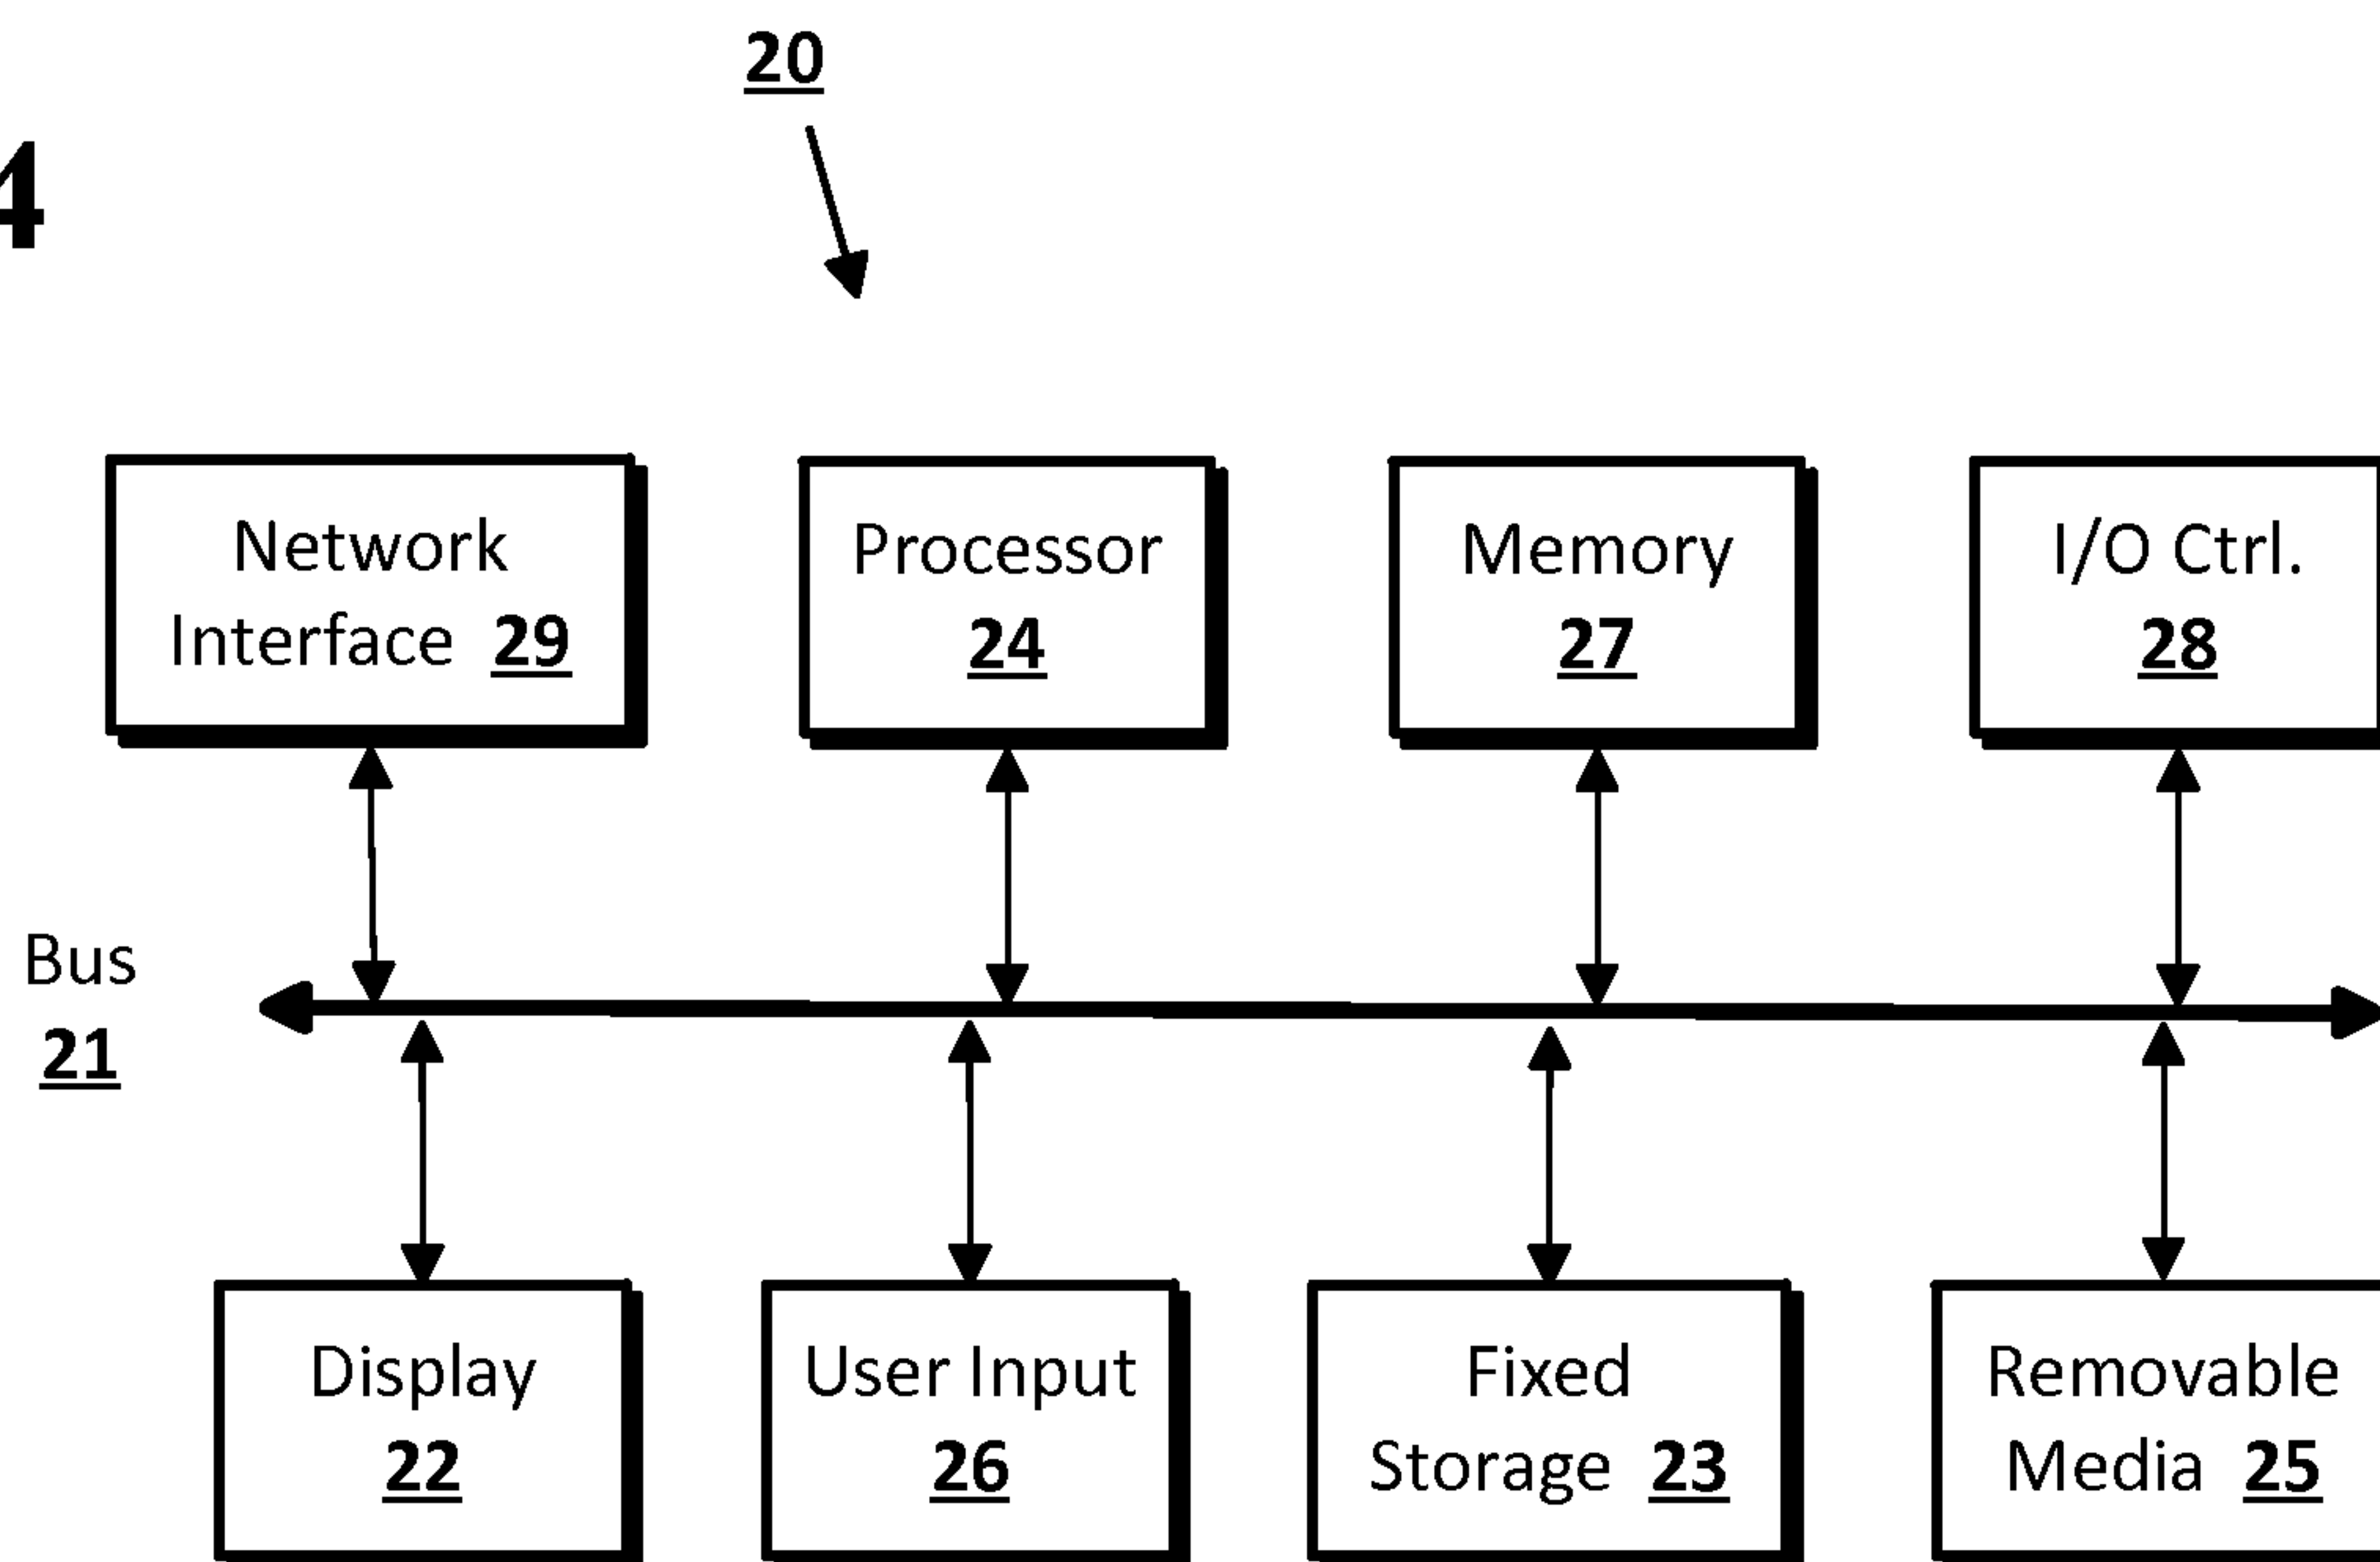 20
4
Network
Interface 29
Processor
24
Memory
27
I/O Ctrl.
28
Bus
21
Display
22
User Input
26
Fixed
Storage 23
Removable
Media 25